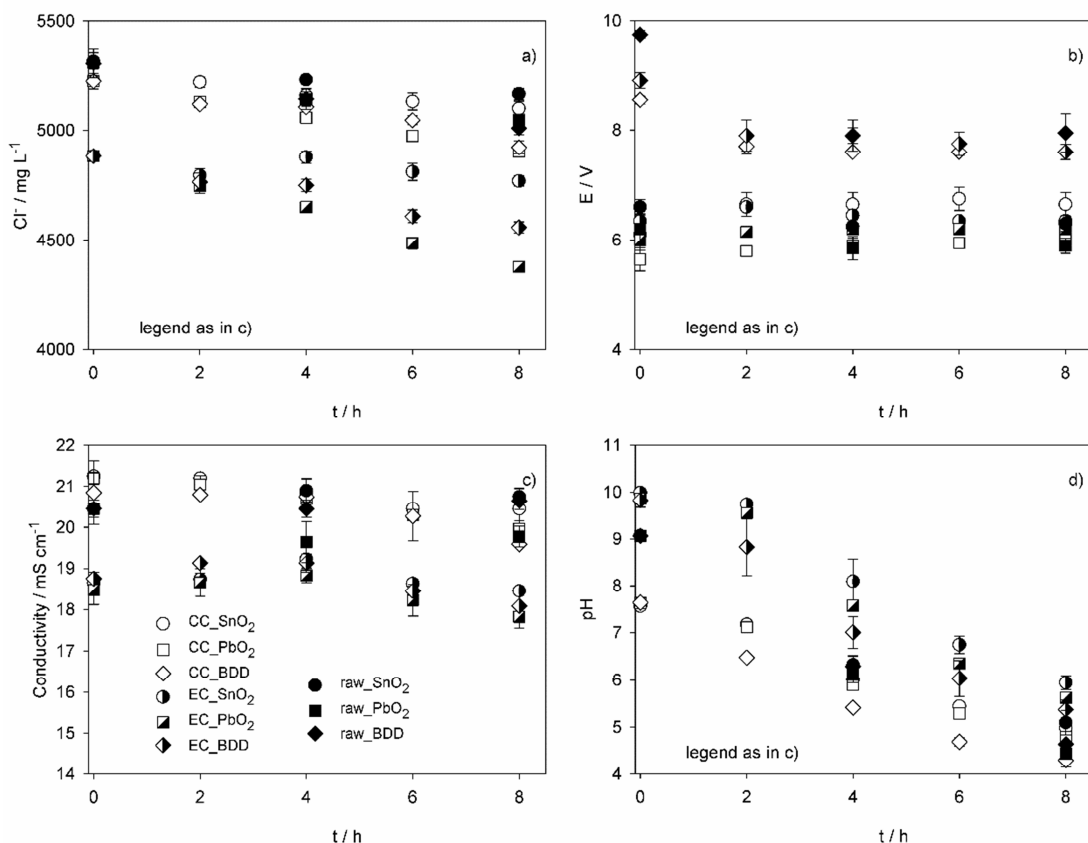 a)
5500
5000
4500
4000
Cl⁻ / mg L⁻¹
legend as in c)
0 2 4 6 8
t / h
b)
10
8
6
4
E / V
legend as in c)
0 2 4 6 8
t / h
c)
22
21
20
19
18
17
16
15
14
Conductivity / mS cm⁻¹
CC_SnO₂
CC_PbO₂
CC_BDD
EC_SnO₂
EC_PbO₂
EC_BDD
raw_SnO₂
raw_PbO₂
raw_BDD
0 2 4 6 8
t / h
d)
11
10
9
8
7
6
5
4
pH
legend as in c)
0 2 4 6 8
t / h